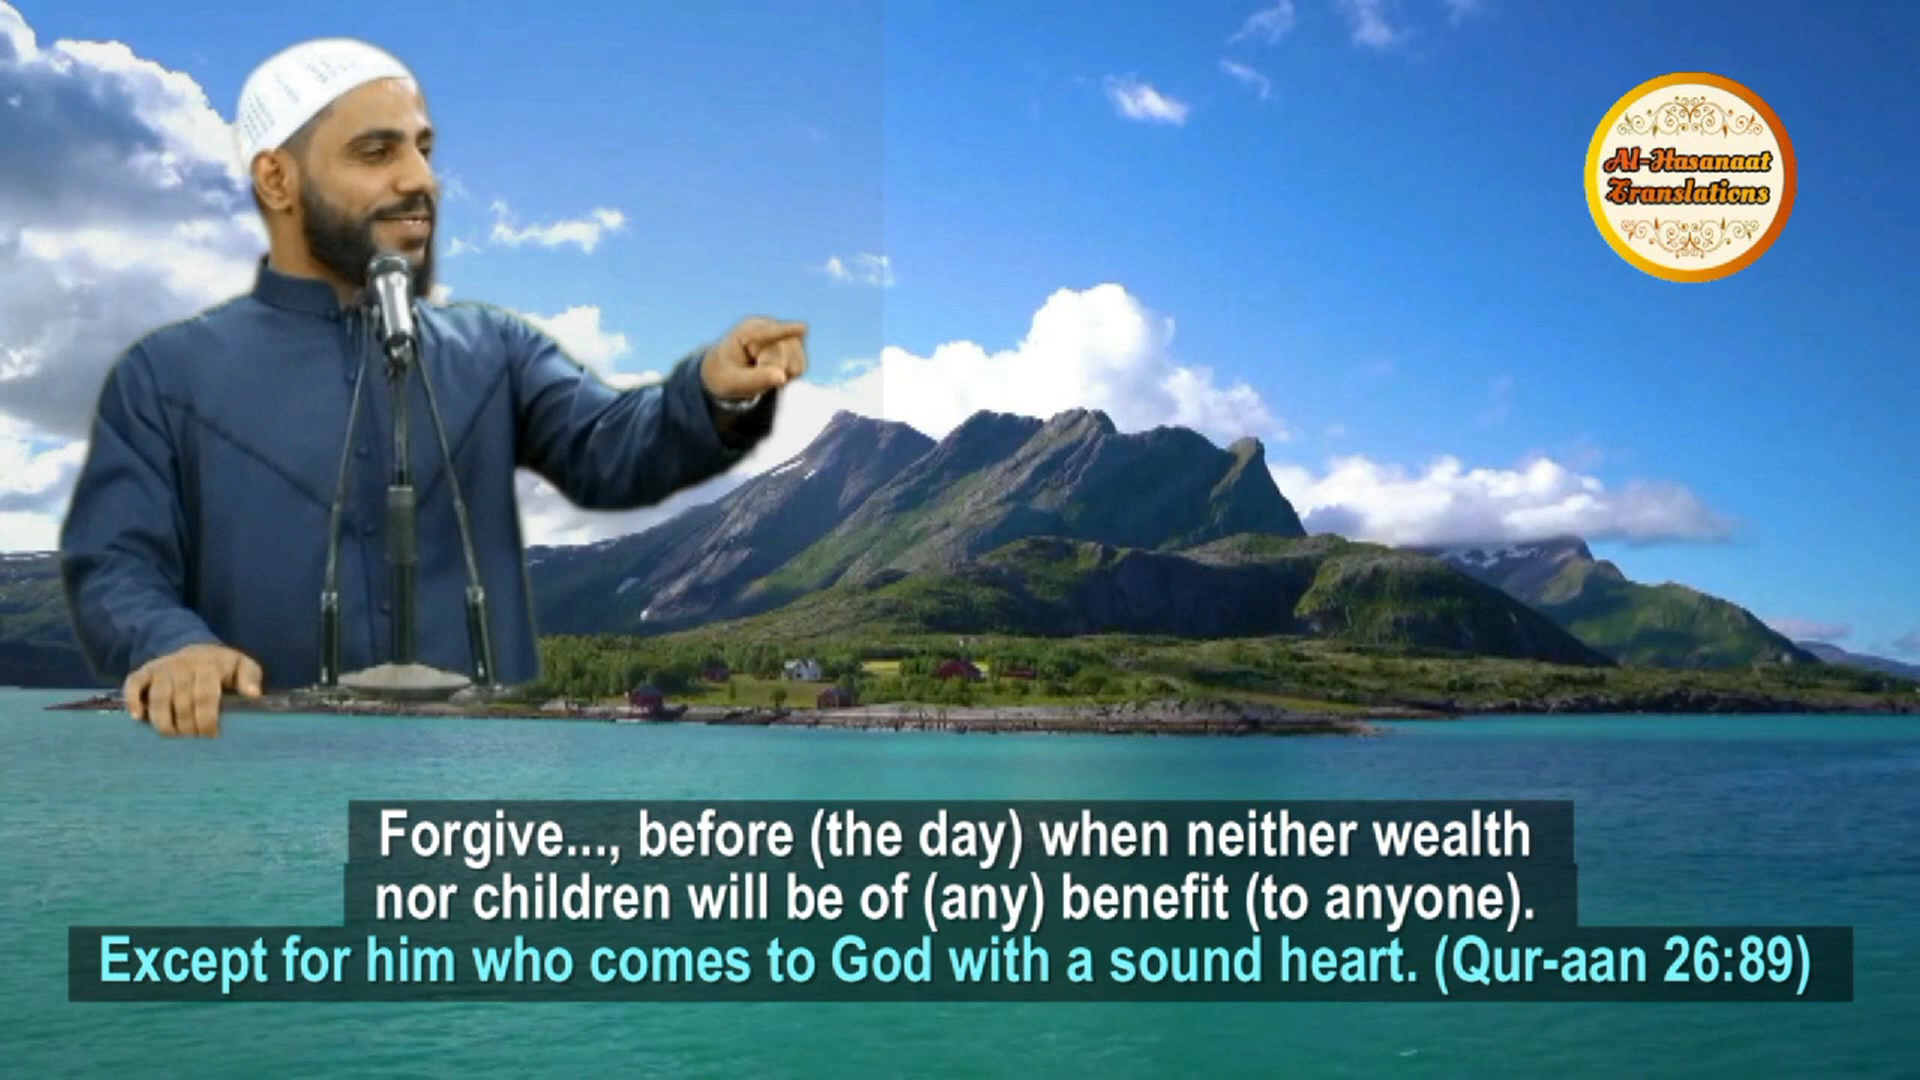 Al-Hasanaat
Translations
Forgive..., before (the day) when neither wealth
nor children will be of (any) benefit (to anyone).
Except for him who comes to God with a sound heart. (Qur-aan 26:89)